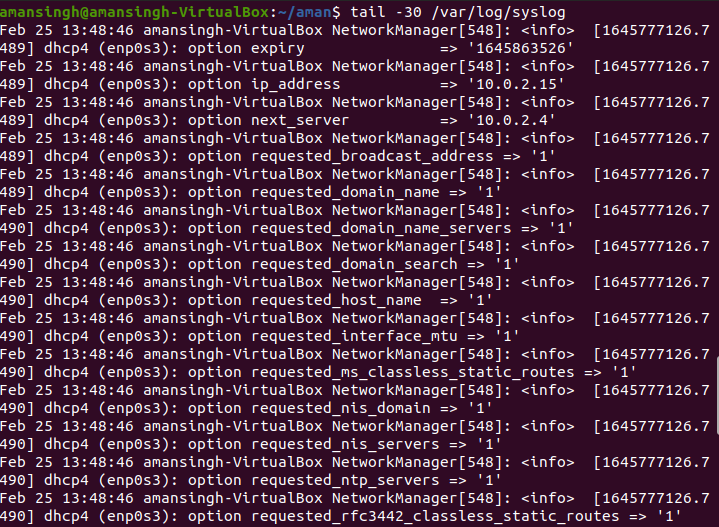 amansingh@amansingh-VirtualBox:~/aman$ tail -30 /var/log/syslog
Feb 25 13:48:46 amansingh-VirtualBox NetworkManager[548]: <info>  [1645777126.7
489] dhcp4 (enp0s3): option expiry               => '1645863526'
Feb 25 13:48:46 amansingh-VirtualBox NetworkManager[548]: <info>  [1645777126.7
489] dhcp4 (enp0s3): option ip_address           => '10.0.2.15'
Feb 25 13:48:46 amansingh-VirtualBox NetworkManager[548]: <info>  [1645777126.7
489] dhcp4 (enp0s3): option next_server          => '10.0.2.4'
Feb 25 13:48:46 amansingh-VirtualBox NetworkManager[548]: <info>  [1645777126.7
489] dhcp4 (enp0s3): option requested_broadcast_address => '1'
Feb 25 13:48:46 amansingh-VirtualBox NetworkManager[548]: <info>  [1645777126.7
489] dhcp4 (enp0s3): option requested_domain_name => '1'
Feb 25 13:48:46 amansingh-VirtualBox NetworkManager[548]: <info>  [1645777126.7
490] dhcp4 (enp0s3): option requested_domain_name_servers => '1'
Feb 25 13:48:46 amansingh-VirtualBox NetworkManager[548]: <info>  [1645777126.7
490] dhcp4 (enp0s3): option requested_domain_search => '1'
Feb 25 13:48:46 amansingh-VirtualBox NetworkManager[548]: <info>  [1645777126.7
490] dhcp4 (enp0s3): option requested_host_name  => '1'
Feb 25 13:48:46 amansingh-VirtualBox NetworkManager[548]: <info>  [1645777126.7
490] dhcp4 (enp0s3): option requested_interface_mtu => '1'
Feb 25 13:48:46 amansingh-VirtualBox NetworkManager[548]: <info>  [1645777126.7
490] dhcp4 (enp0s3): option requested_ms_classless_static_routes => '1'
Feb 25 13:48:46 amansingh-VirtualBox NetworkManager[548]: <info>  [1645777126.7
490] dhcp4 (enp0s3): option requested_nis_domain => '1'
Feb 25 13:48:46 amansingh-VirtualBox NetworkManager[548]: <info>  [1645777126.7
490] dhcp4 (enp0s3): option requested_nis_servers => '1'
Feb 25 13:48:46 amansingh-VirtualBox NetworkManager[548]: <info>  [1645777126.7
490] dhcp4 (enp0s3): option requested_ntp_servers => '1'
Feb 25 13:48:46 amansingh-VirtualBox NetworkManager[548]: <info>  [1645777126.7
490] dhcp4 (enp0s3): option requested_rfc3442_classless_static_routes => '1'